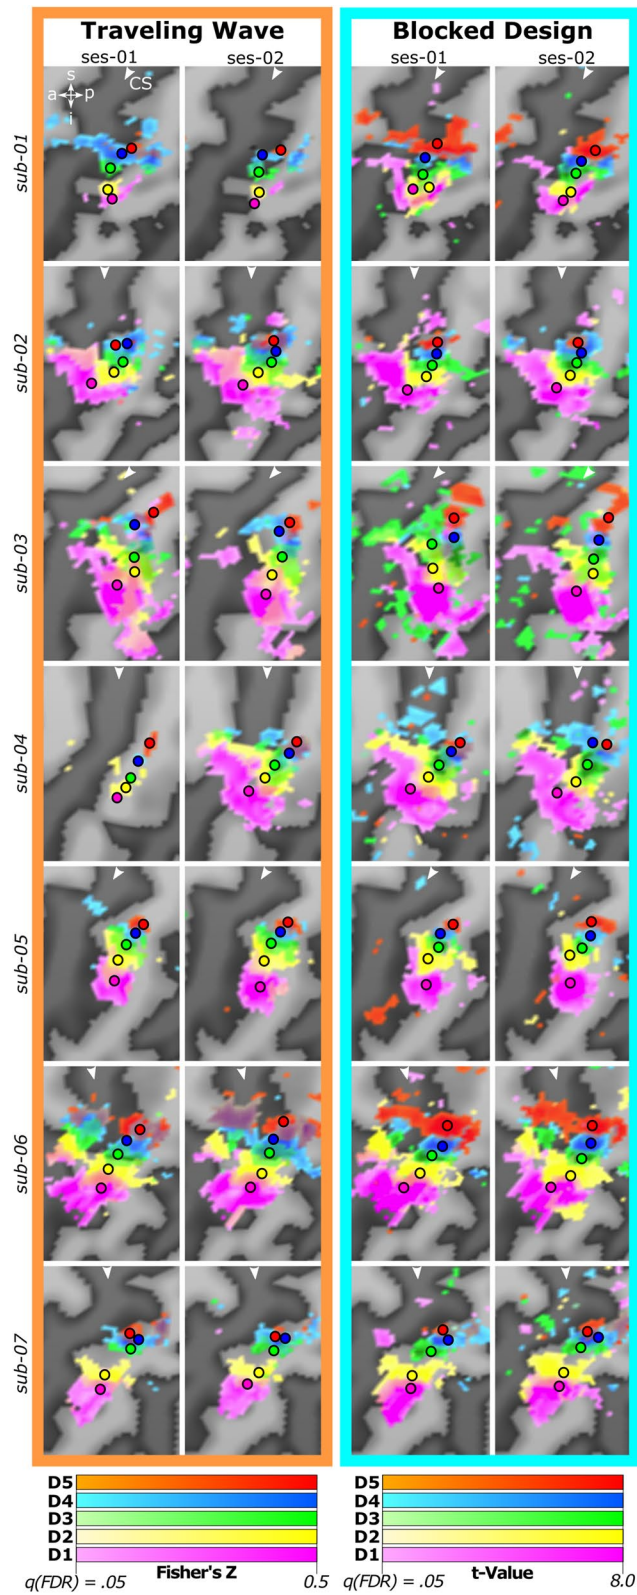 Traveling Wave Blocked Design
ses-01 ses-02 ses-01 ses-02
s
CS
a p
i
sub-01
sub-02
sub-03
sub-04
sub-05
sub-06
sub-07
D5 D5
D4 D4
D3 D3
D2 D2
D1 D1
q(FDR) = .05 Fisher's Z 0.5 q(FDR) = .05 t-Value 8.0